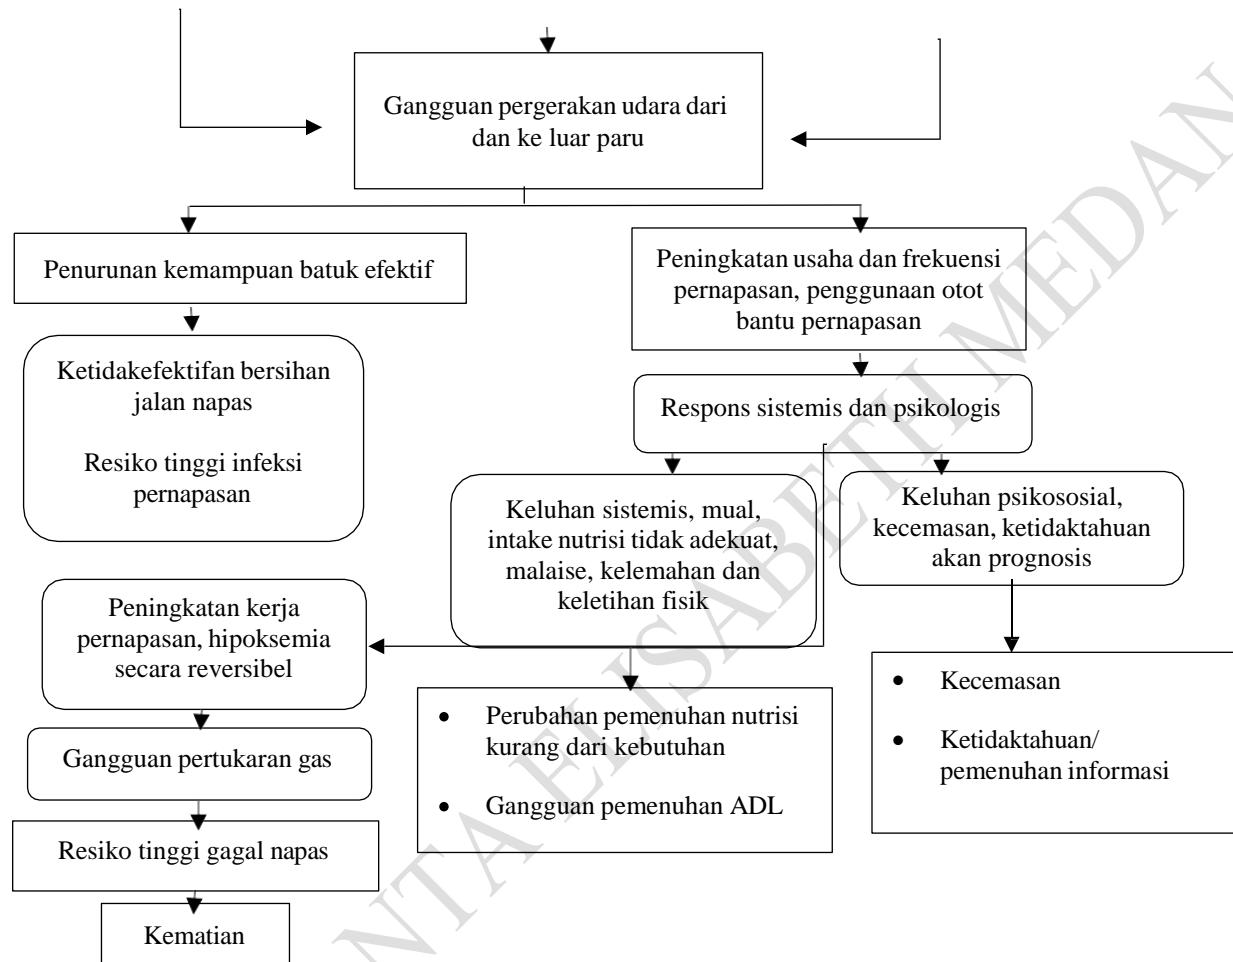 Gangguan pergerakan udara dari
dan ke luar paru
Penurunan kemampuan batuk efektif
Peningkatan usaha dan frekuensi
pernapasan, penggunaan otot
bantu pernapasan
Ketidakefektifan bersihan
jalan napas
Resiko tinggi infeksi
pernapasan
Respons sistemis dan psikologis
Keluhan sistemis, mual,
intake nutrisi tidak adekuat,
malaise, kelemahan dan
keletihan fisik
Keluhan psikososial,
kecemasan, ketidaktahuan
akan prognosis
Peningkatan kerja
pernapasan, hipoksemia
secara reversibel
• Perubahan pemenuhan nutrisi
kurang dari kebutuhan
• Gangguan pemenuhan ADL
• Kecemasan
• Ketidaktahuan/
pemenuhan informasi
Gangguan pertukaran gas
Resiko tinggi gagal napas
Kematian
NTA ELISABETH MEDAN